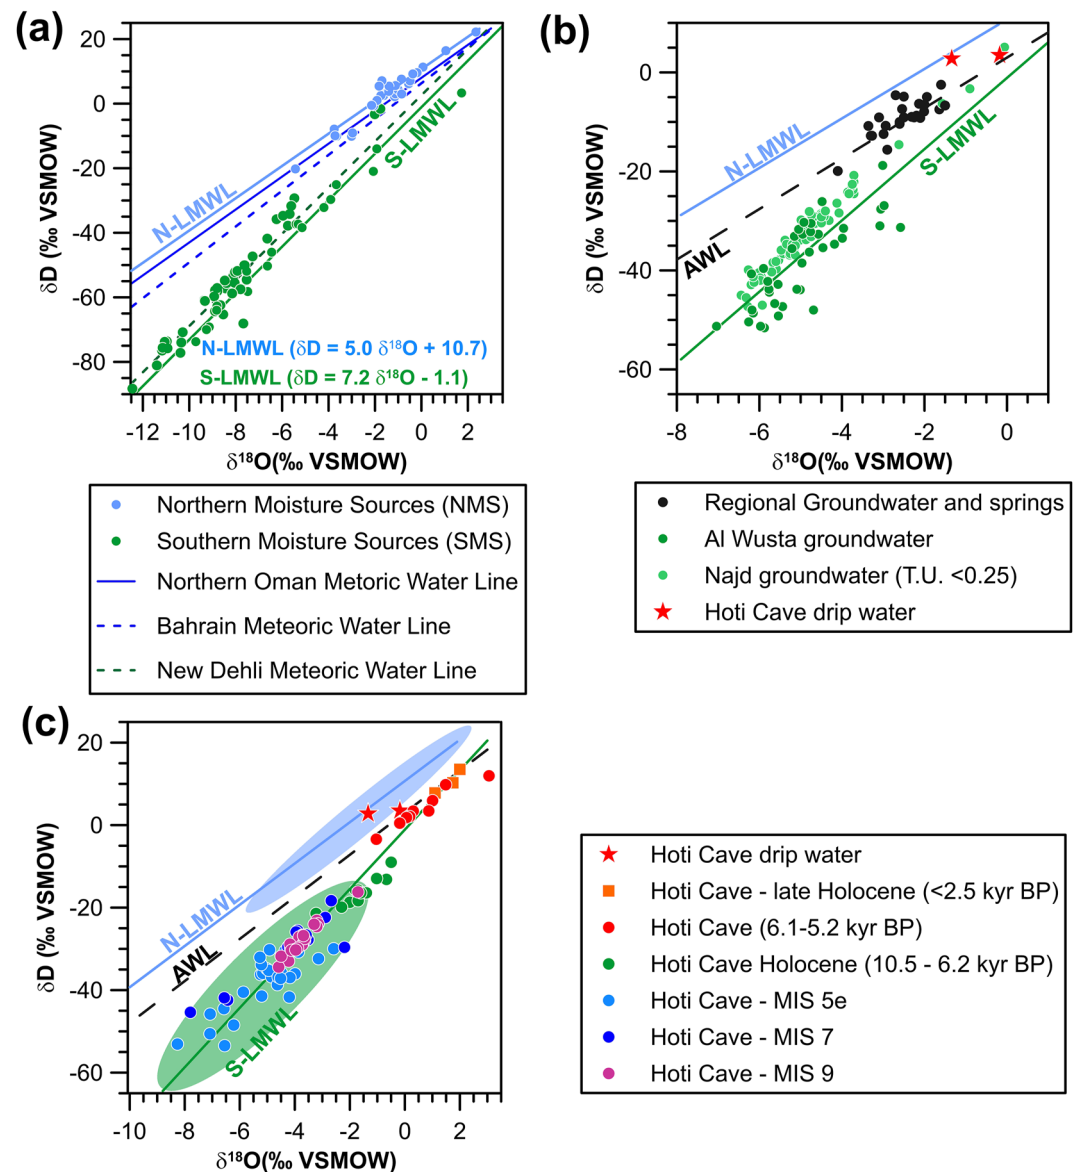 (a)
20
0
-20
-40
-60
-80
δD (‰ VSMOW)
N-LMWL
S-LMWL
N-LMWL (δD = 5.0 δ¹⁸O + 10.7)
S-LMWL (δD = 7.2 δ¹⁸O - 1.1)
-12 -10 -8 -6 -4 -2 0 2
δ¹⁸O(‰ VSMOW)
Northern Moisture Sources (NMS)
Southern Moisture Sources (SMS)
Northern Oman Metoric Water Line
Bahrain Meteoric Water Line
New Dehli Meteoric Water Line
(b)
0
-20
-40
-60
δD (‰ VSMOW)
N-LMWL
AWL
S-LMWL
-8 -6 -4 -2 0
δ¹⁸O(‰ VSMOW)
Regional Groundwater and springs
Al Wusta groundwater
Najd groundwater (T.U. <0.25)
Hoti Cave drip water
(c)
20
0
-20
-40
-60
δD (‰ VSMOW)
N-LMWL
AWL
S-LMWL
-10 -8 -6 -4 -2 0 2
δ¹⁸O(‰ VSMOW)
Hoti Cave drip water
Hoti Cave - late Holocene (<2.5 kyr BP)
Hoti Cave (6.1-5.2 kyr BP)
Hoti Cave Holocene (10.5 - 6.2 kyr BP)
Hoti Cave - MIS 5e
Hoti Cave - MIS 7
Hoti Cave - MIS 9